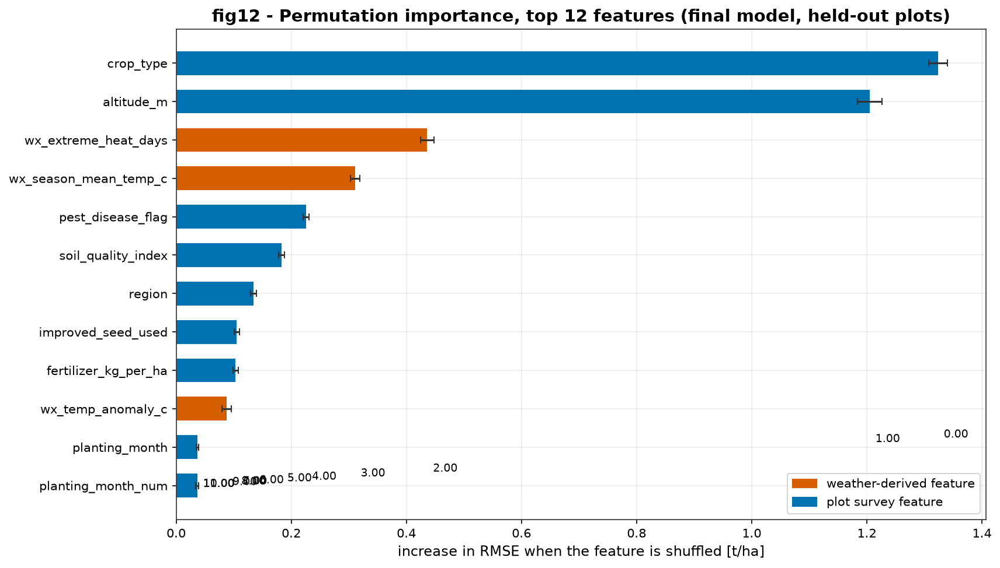 fig12 - Permutation importance, top 12 features (final model, held-out plots)
crop_type
altitude_m
wx_extreme_heat_days
wx_season_mean_temp_c
pest_disease_flag
soil_quality_index
region
improved_seed_used
fertilizer_kg_per_ha
wx_temp_anomaly_c
planting_month
planting_month_num
0.00
1.00
2.00
3.00
4.00
5.00
weather-derived feature
plot survey feature
0.0 0.2 0.4 0.6 0.8 1.0 1.2 1.4
increase in RMSE when the feature is shuffled [t/ha]